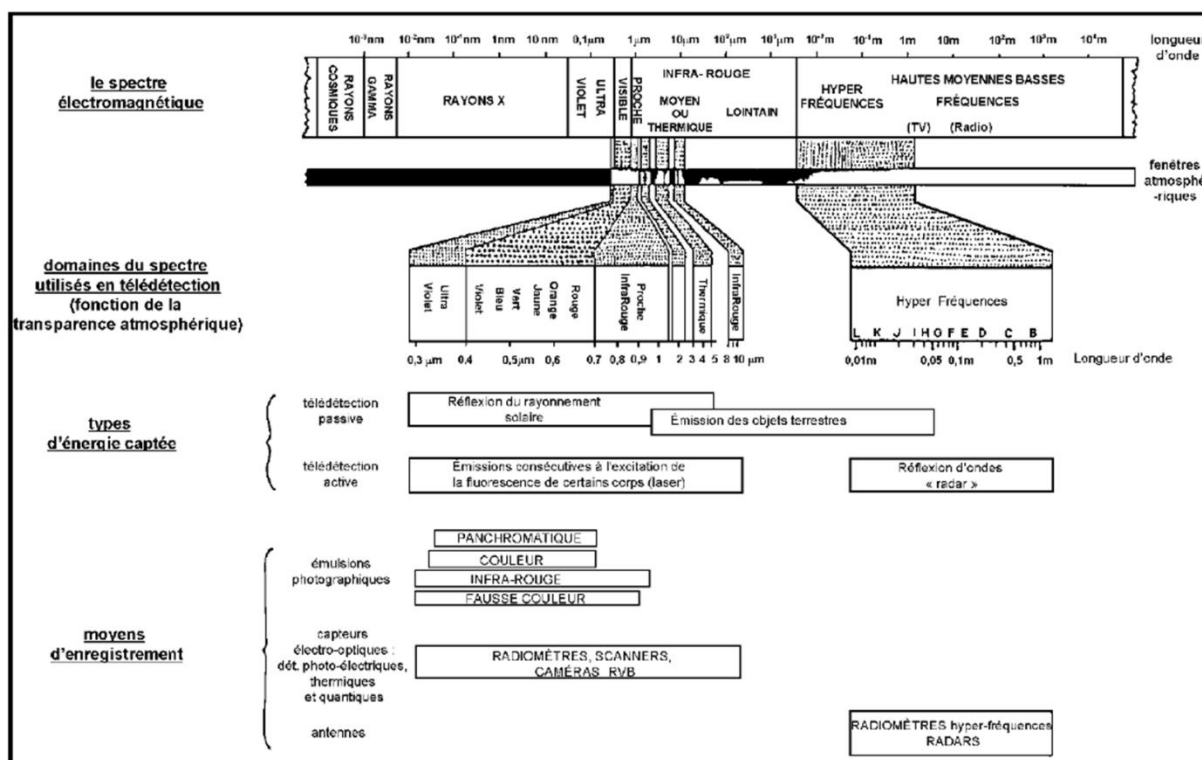 10⁻³nm 10⁻²nm 10⁻¹nm 1nm 10 nm 0,1µm 1µm 10µm 10²µm 10³µm 10⁻²m 10⁻¹m 1m 10m 10²m 10³m 10⁴m
longueur
d'onde
le spectre
électromagnétique
RAYONS
COSMIQUES
RAYONS
GAMMA
RAYONS X
ULTRA
VIOLET
VISIBLE
PROCHE
INFRA- ROUGE
MOYEN
OU
THERMIQUE
LOINTAIN
HYPER
FRÉQUENCES
HAUTES MOYENNES BASSES
FRÉQUENCES
(TV) (Radio)
fenêtres
atmosphé
-riques
domaines du spectre
utilisés en télédétection
(fonction de la
transparence atmosphérique)
Ultra
Violet
Violet
Bleu
Vert
Jaune
Orange
Rouge
Proche
InfraRouge
Thermique
InfraRouge
0,3 µm 0,4 0,5µm 0,6 0,7 0,8 0,9 1 2 3 4 5 8 10 µm
Hyper Fréquences
L K J I H G F E D C B
0,01m 0,05 0,1m 0,5 1m
Longueur d'onde
types
d'énergie captée
télédétection
passive
Réflexion du rayonnement
solaire
Émission des objets terrestres
télédétection
active
Émissions consécutives à l'excitation de
la fluorescence de certains corps (laser)
Réflexion d'ondes
« radar »
moyens
d'enregistrement
émulsions
photographiques
PANCHROMATIQUE
COULEUR
INFRA-ROUGE
FAUSSE COULEUR
capteurs
électro-optiques :
dét. photo-électriques,
thermiques
et quantiques
RADIOMÈTRES, SCANNERS,
CAMÉRAS RVB
antennes
RADIOMÈTRES hyper-fréquences
RADARS